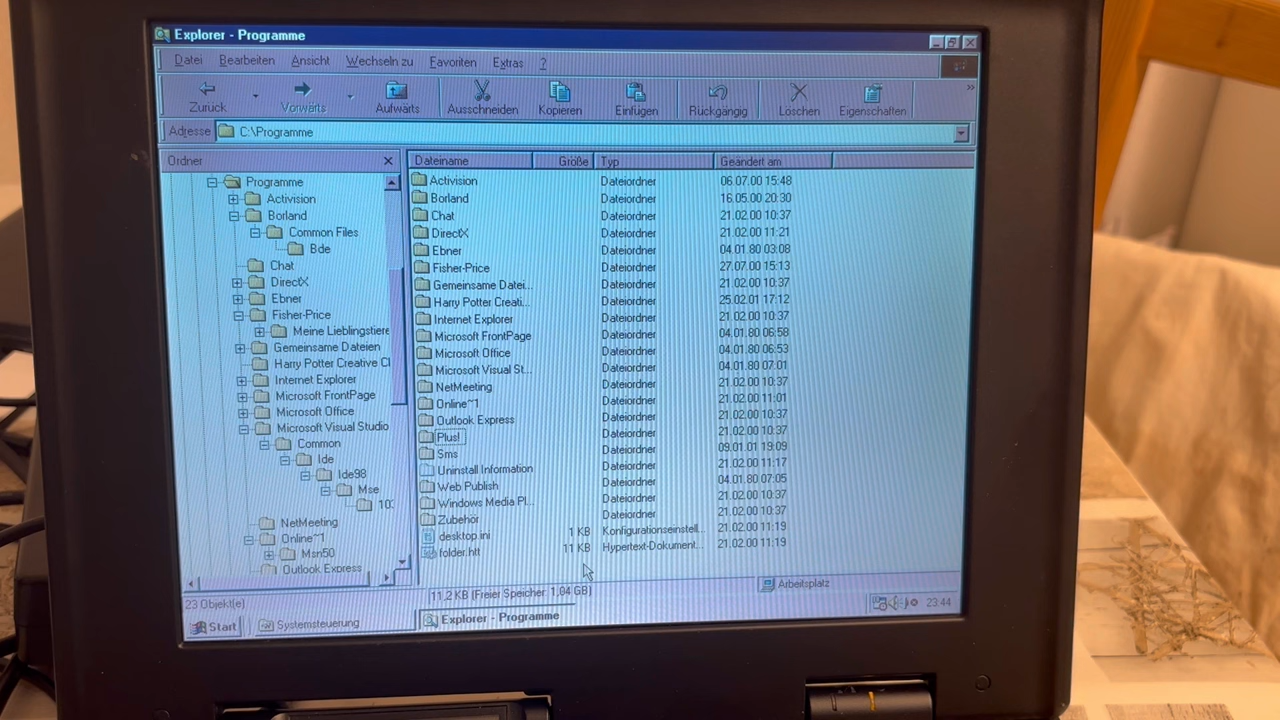 Explorer - Programme
Datei Bearbeiten Ansicht Wechseln zu Favoriten Extras ?
Zurück Vorwärts Aufwärts Ausschneiden Kopieren Einfügen Rückgängig Löschen Eigenschaften »
Adresse C:\Programme
Ordner
Programme
Activision
Borland
Common Files
Bde
Chat
DirectX
Ebner
Fisher-Price
Meine Lieblingstiere
Gemeinsame Dateien
Harry Potter Creative Cl
Internet Explorer
Microsoft FrontPage
Microsoft Office
Microsoft Visual Studio
Common
Ide
Ide98
Mse
NetMeeting
Online~1
Msn50
Outlook Express
Dateiname Größe Typ Geändert am
Activision Dateiordner 06.07.00 15:48
Borland Dateiordner 16.05.00 20:30
Chat Dateiordner 21.02.00 10:37
DirectX Dateiordner 21.02.00 11:21
Ebner Dateiordner 04.01.80 03:08
Fisher-Price Dateiordner 27.07.00 15:13
Gemeinsame Datei... Dateiordner 21.02.00 10:37
Harry Potter Creati... Dateiordner 25.02.01 17:12
Internet Explorer Dateiordner 21.02.00 10:37
Microsoft FrontPage Dateiordner 04.01.80 06:58
Microsoft Office Dateiordner 04.01.80 06:53
Microsoft Visual St... Dateiordner 04.01.80 07:01
NetMeeting Dateiordner 21.02.00 10:37
Online~1 Dateiordner 21.02.00 11:01
Outlook Express Dateiordner 21.02.00 10:37
Plus! Dateiordner 21.02.00 10:37
Sms Dateiordner 09.01.01 19:09
Uninstall Information Dateiordner 21.02.00 11:17
Web Publish Dateiordner 04.01.80 07:05
Windows Media Pl... Dateiordner 21.02.00 10:37
Zubehör Dateiordner 21.02.00 10:37
desktop.ini 1 KB Konfigurationseinstell... 21.02.00 11:19
folder.htt 11 KB Hypertext-Dokument... 21.02.00 11:19
23 Objekt(e) 11,2 KB (Freier Speicher: 1,04 GB) Arbeitsplatz
Start Systemsteuerung Explorer - Programme 23:44